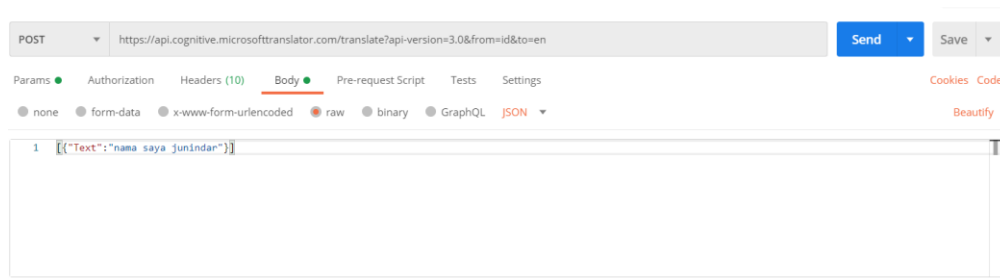 POST https://api.cognitive.microsofttranslator.com/translate?api-version=3.0&from=id&to=en Send Save
Params Authorization Headers (10) Body Pre-request Script Tests Settings Cookies Code
none form-data x-www-form-urlencoded raw binary GraphQL JSON Beautify
1 [{"Text":"nama saya junindar"}]